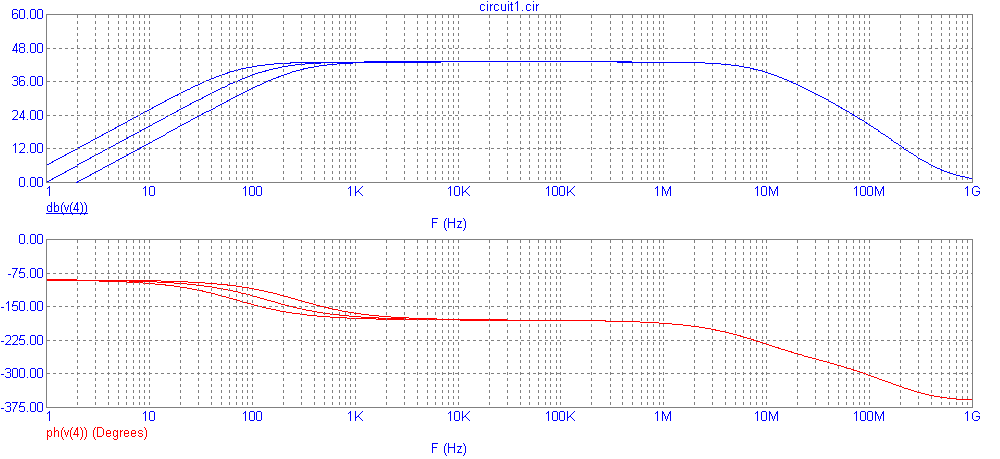 circuit1.cir
60.00
48.00
36.00
24.00
12.00
0.00
1 10 100 1K 10K 100K 1M 10M 100M 1G
db(v(4))
F (Hz)
0.00
-75.00
-150.00
-225.00
-300.00
-375.00
1 10 100 1K 10K 100K 1M 10M 100M 1G
ph(v(4)) (Degrees)
F (Hz)